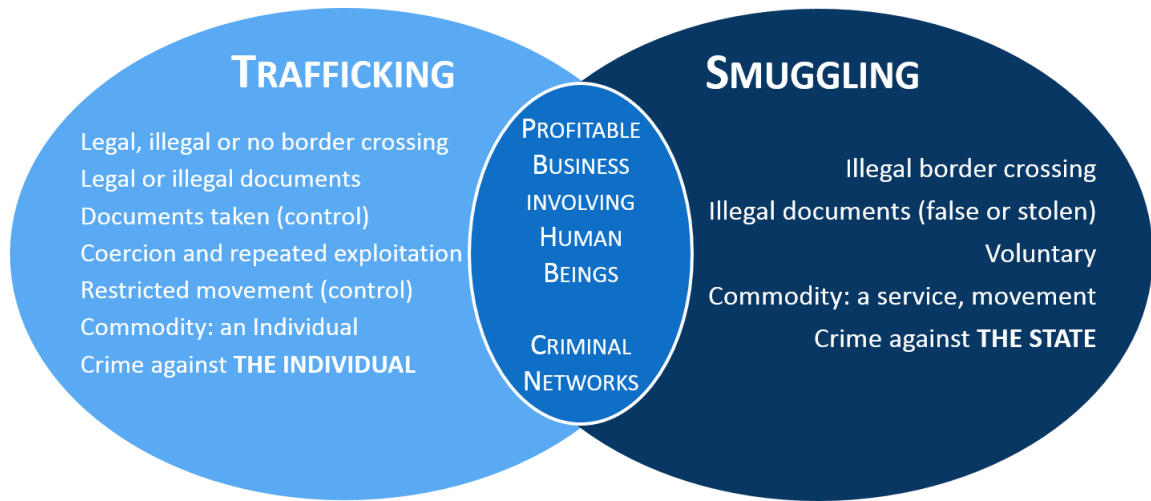 TRAFFICKING
Legal, illegal or no border crossing
Legal or illegal documents
Documents taken (control)
Coercion and repeated exploitation
Restricted movement (control)
Commodity: an Individual
Crime against THE INDIVIDUAL
PROFITABLE
BUSINESS
INVOLVING
HUMAN
BEINGS
CRIMINAL
NETWORKS
SMUGGLING
Illegal border crossing
Illegal documents (false or stolen)
Voluntary
Commodity: a service, movement
Crime against THE STATE